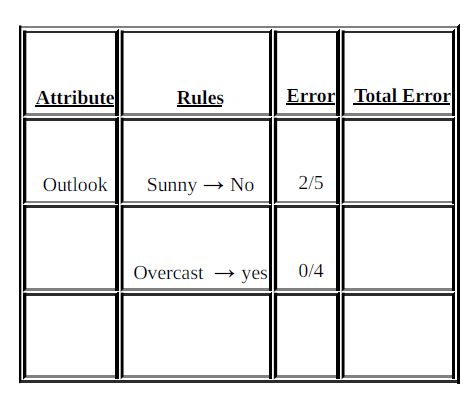 Attribute Rules Error Total Error
Outlook Sunny → No 2/5
Overcast → yes 0/4